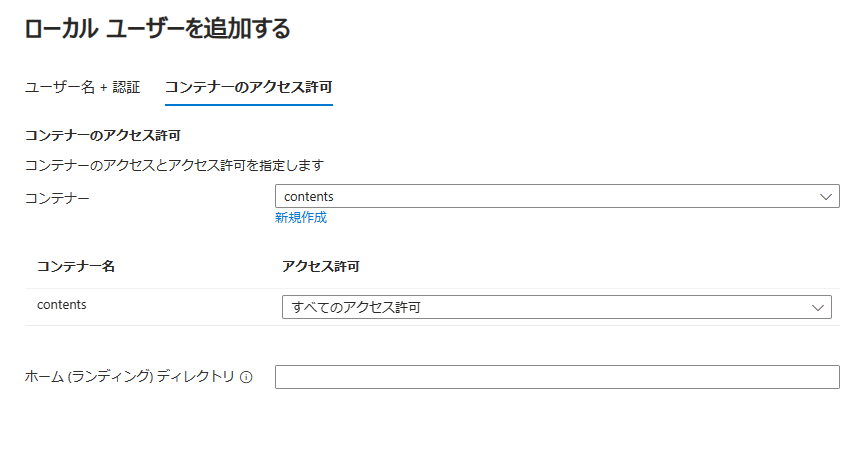 ローカル ユーザーを追加する
ユーザー名 + 認証 コンテナーのアクセス許可
コンテナーのアクセス許可
コンテナーのアクセスとアクセス許可を指定します
コンテナー contents
新規作成
コンテナー名 アクセス許可
contents すべてのアクセス許可
ホーム (ランディング) ディレクトリ